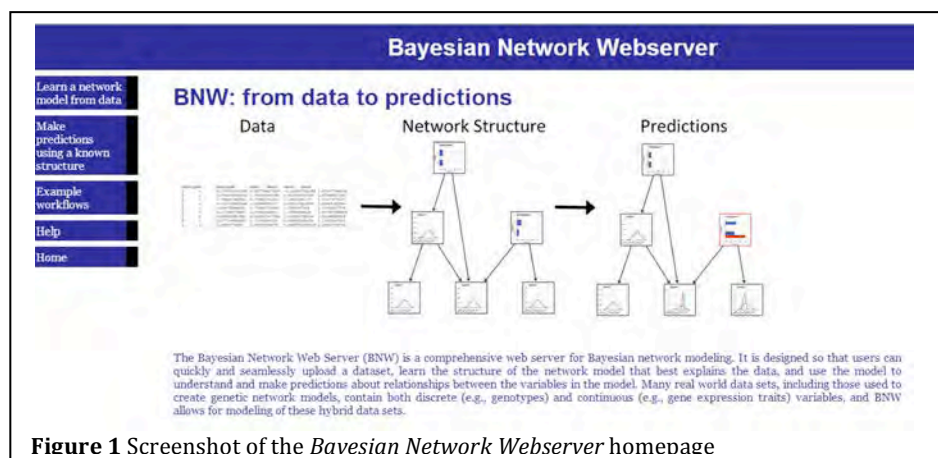 Bayesian Network Webserver
Learn a network
model from data
Make
predictions
using a known
structure
Example
workflows
Help
Home
BNW: from data to predictions
Data
Network Structure
Predictions
The Bayesian Network Web Server (BNW) is a comprehensive web server for Bayesian network modeling. It is designed so that users can
quickly and seamlessly upload a dataset, learn the structure of the network model that best explains the data, and use the model to
understand and make predictions about relationships between the variables in the model. Many real world data sets, including those used to
create genetic network models, contain both discrete (e.g., genotypes) and continuous (e.g., gene expression traits) variables, and BNW
allows for modeling of these hybrid data sets.
Figure 1 Screenshot of the Bayesian Network Webserver homepage